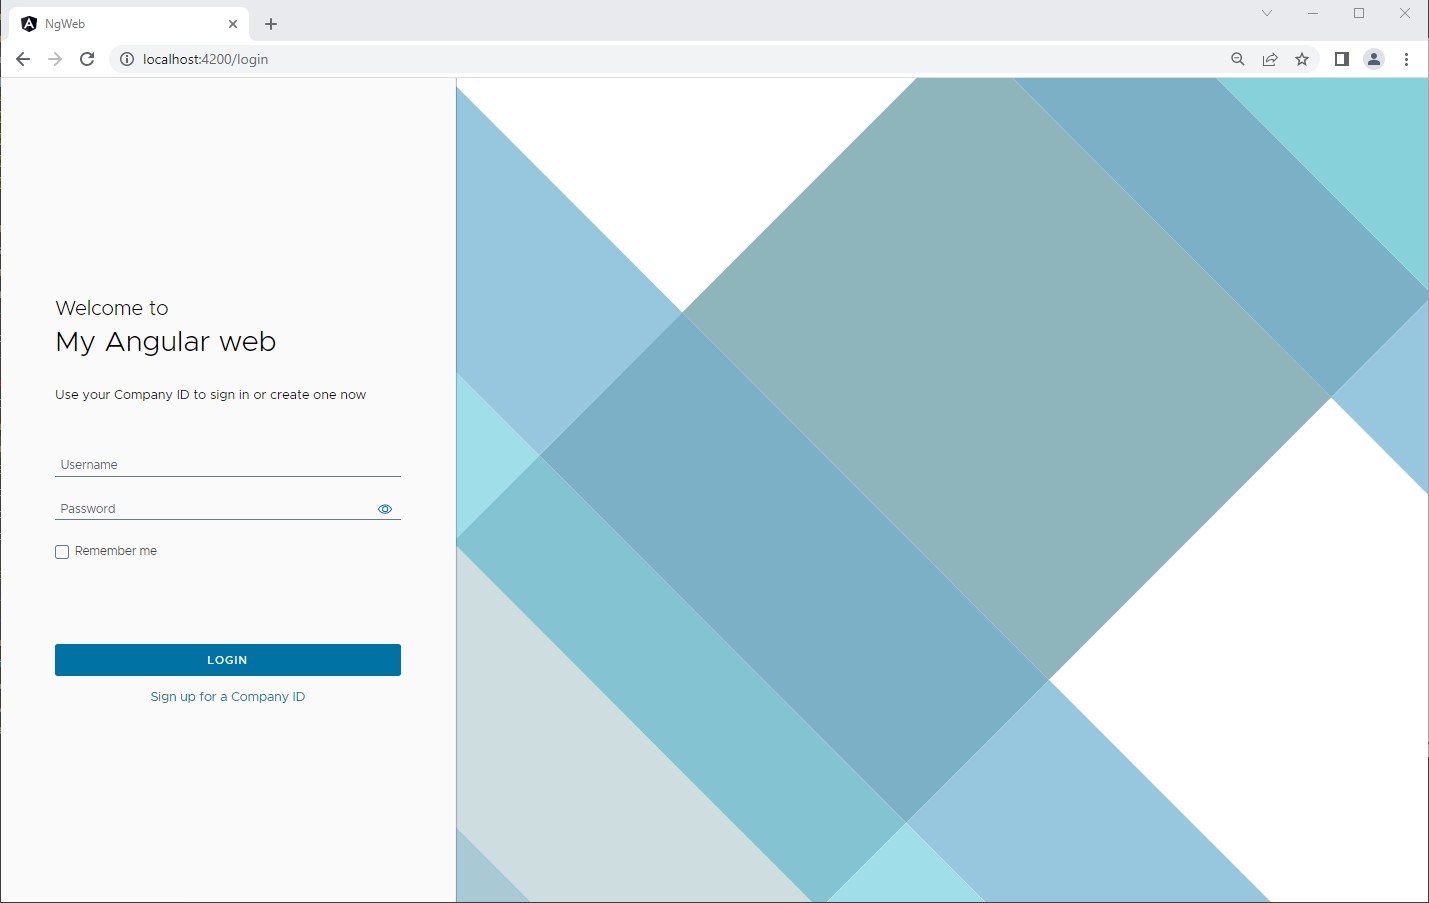 NgWeb
localhost:4200/login
Welcome to
My Angular web
Use your Company ID to sign in or create one now
Username
Password
Remember me
LOGIN
Sign up for a Company ID